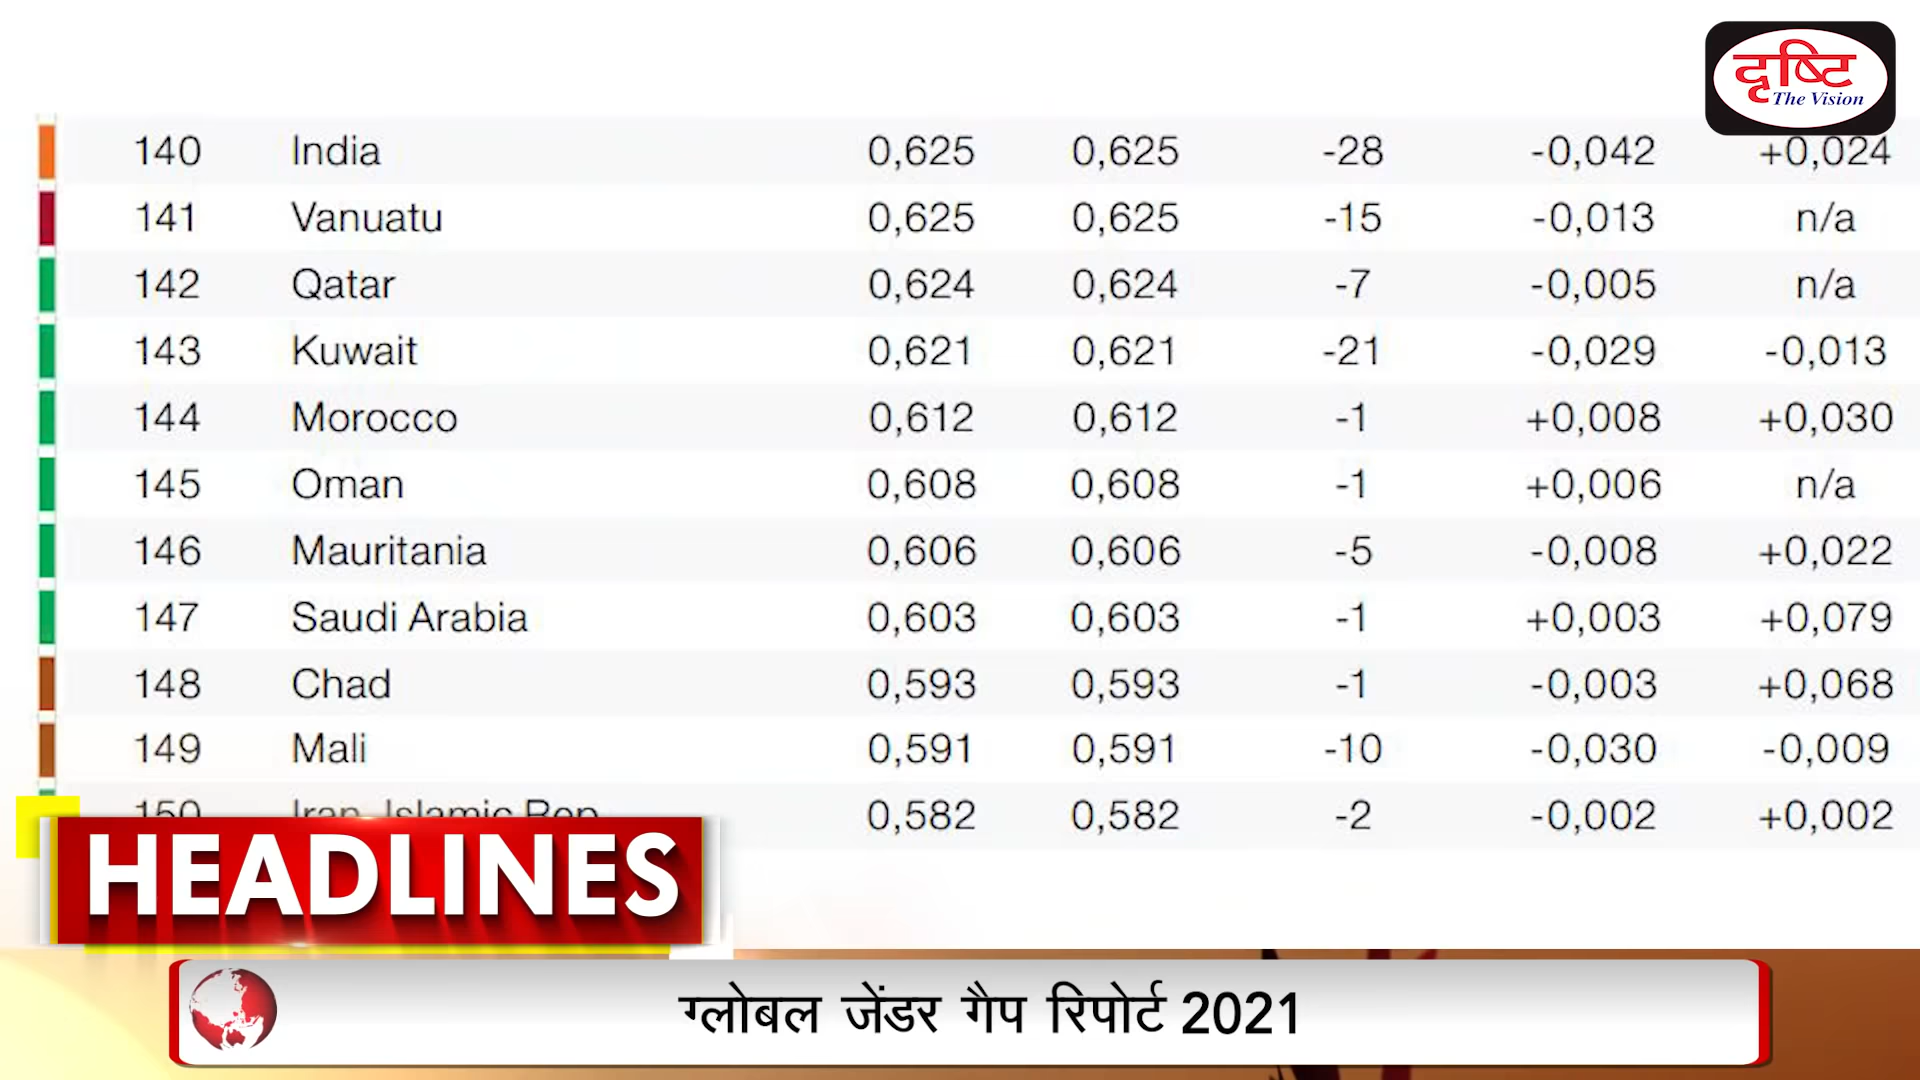 दृष्टि
The Vision
140 India 0,625 0,625 -28 -0,042 +0,024
141 Vanuatu 0,625 0,625 -15 -0,013 n/a
142 Qatar 0,624 0,624 -7 -0,005 n/a
143 Kuwait 0,621 0,621 -21 -0,029 -0,013
144 Morocco 0,612 0,612 -1 +0,008 +0,030
145 Oman 0,608 0,608 -1 +0,006 n/a
146 Mauritania 0,606 0,606 -5 -0,008 +0,022
147 Saudi Arabia 0,603 0,603 -1 +0,003 +0,079
148 Chad 0,593 0,593 -1 -0,003 +0,068
149 Mali 0,591 0,591 -10 -0,030 -0,009
150 Iran, Islamic Rep. 0,582 0,582 -2 -0,002 +0,002
HEADLINES
ग्लोबल जेंडर गैप रिपोर्ट 2021